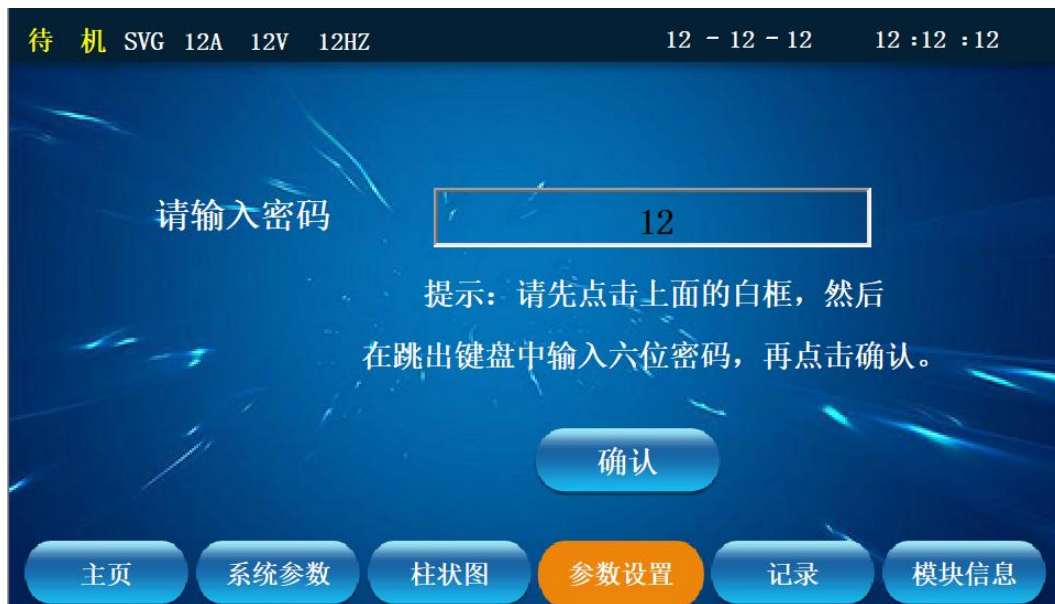 待 机 SVG 12A 12V 12HZ 12 - 12 - 12 12 :12 :12
请输入密码 12
提示：请先点击上面的白框，然后
在跳出键盘中输入六位密码，再点击确认。
确认
主页 系统参数 柱状图 参数设置 记录 模块信息